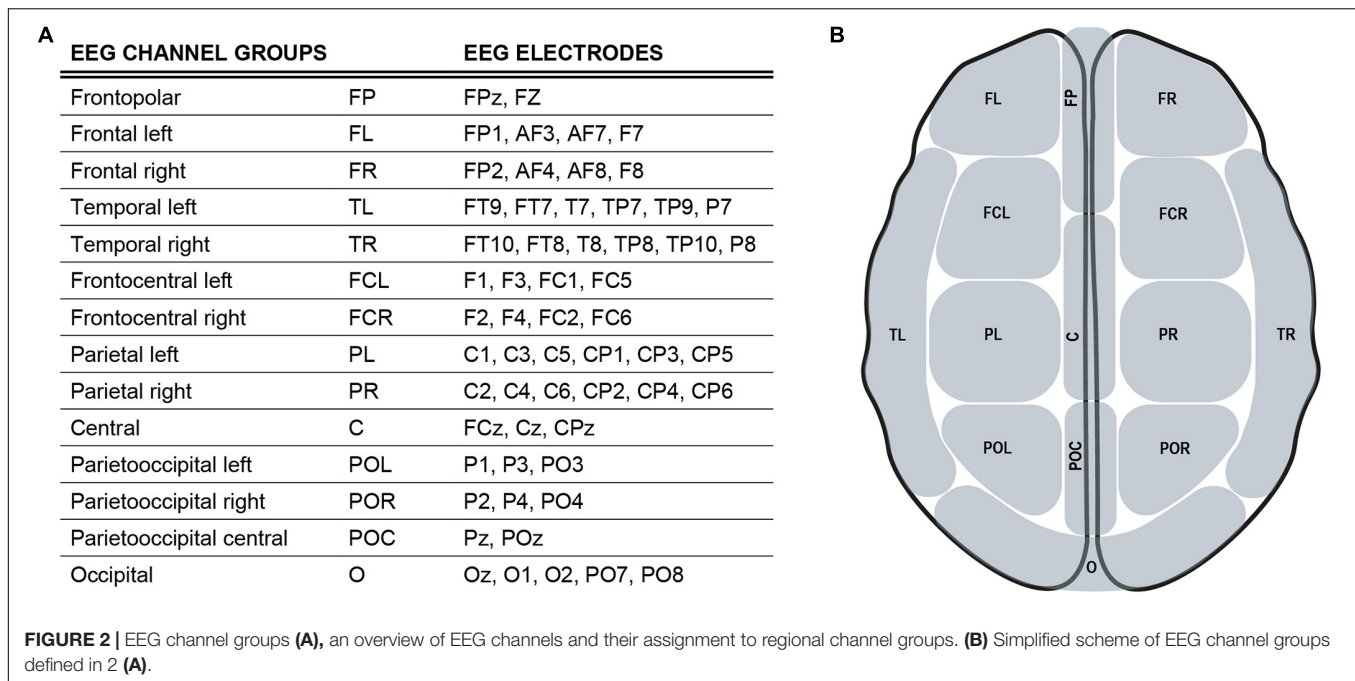 A
EEG CHANNEL GROUPS EEG ELECTRODES
Frontopolar FP FPz, FZ
Frontal left FL FP1, AF3, AF7, F7
Frontal right FR FP2, AF4, AF8, F8
Temporal left TL FT9, FT7, T7, TP7, TP9, P7
Temporal right TR FT10, FT8, T8, TP8, TP10, P8
Frontocentral left FCL F1, F3, FC1, FC5
Frontocentral right FCR F2, F4, FC2, FC6
Parietal left PL C1, C3, C5, CP1, CP3, CP5
Parietal right PR C2, C4, C6, CP2, CP4, CP6
Central C FCz, Cz, CPz
Parietooccipital left POL P1, P3, PO3
Parietooccipital right POR P2, P4, PO4
Parietooccipital central POC Pz, POz
Occipital O Oz, O1, O2, PO7, PO8
B
FL FP FR
FCL FCR
TL PL C PR TR
POL POC POR
O
FIGURE 2 | EEG channel groups (A), an overview of EEG channels and their assignment to regional channel groups. (B) Simplified scheme of EEG channel groups
defined in 2 (A).